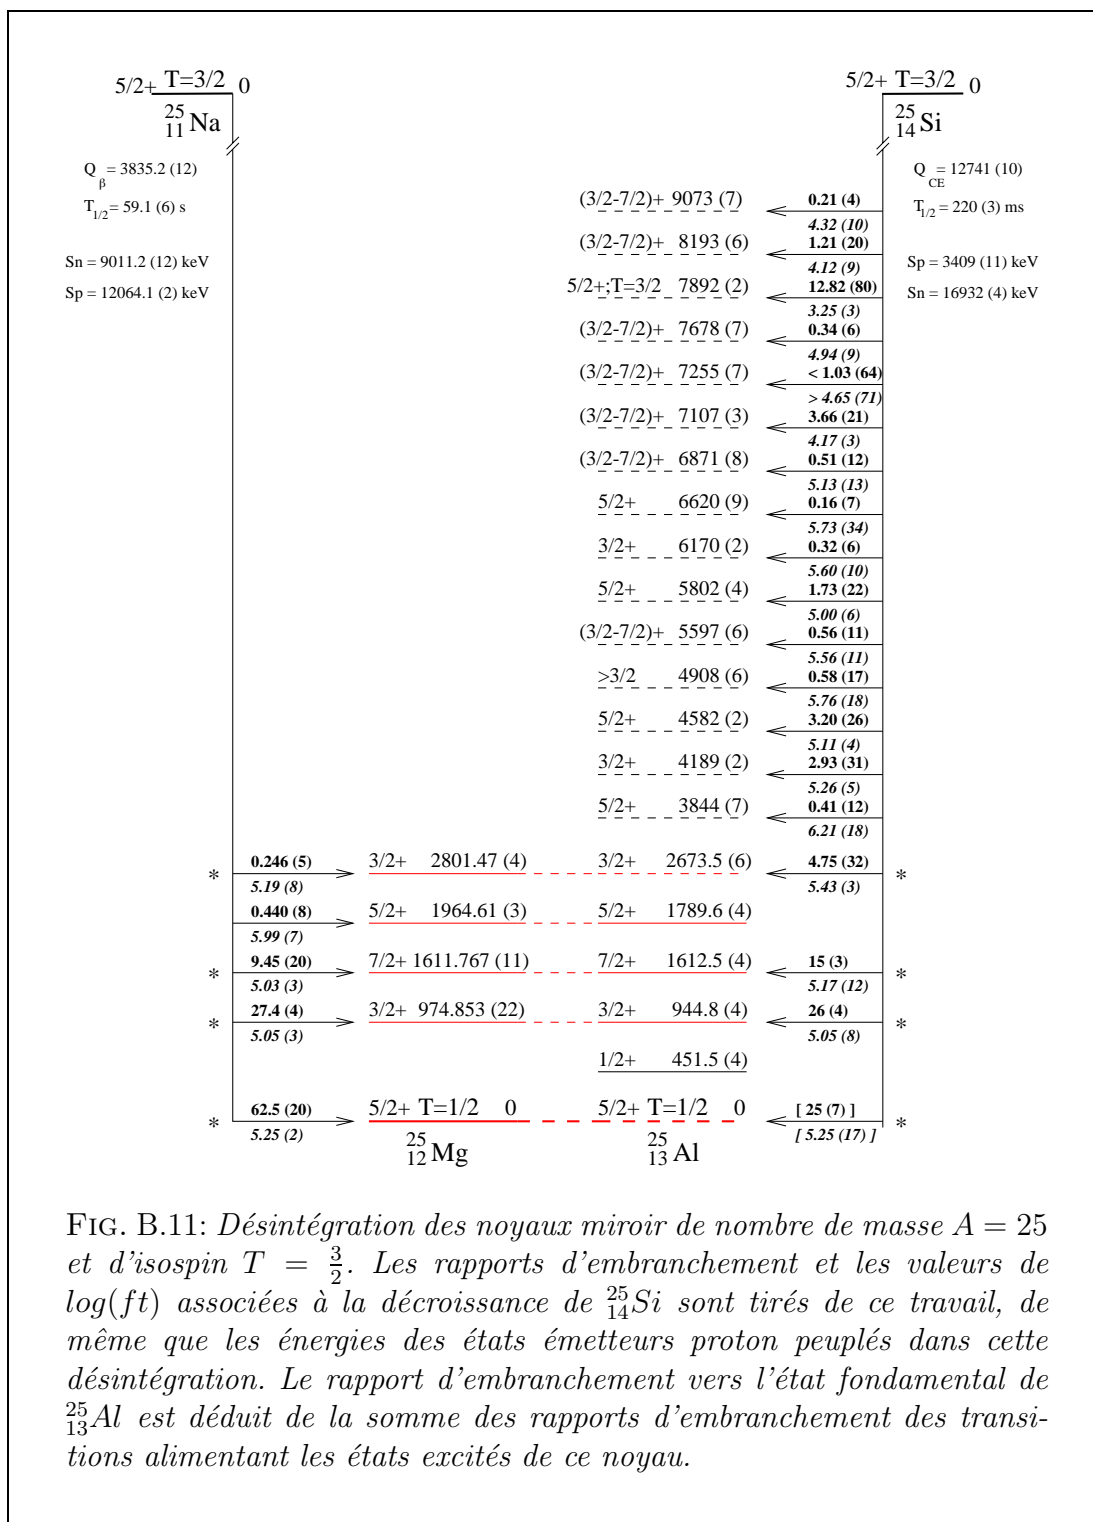 5/2+ T=3/2 0
25 11 Na
Qβ = 3835.2 (12)
T1/2 = 59.1 (6) s
Sn = 9011.2 (12) keV
Sp = 12064.1 (2) keV
5/2+ T=3/2 0
25 14 Si
QCE = 12741 (10)
T1/2 = 220 (3) ms
Sp = 3409 (11) keV
Sn = 16932 (4) keV
(3/2-7/2)+ 9073 (7) 0.21 (4)
4.32 (10)
(3/2-7/2)+ 8193 (6) 1.21 (20)
4.12 (9)
5/2+;T=3/2 7892 (2) 12.82 (80)
3.25 (3)
(3/2-7/2)+ 7678 (7) 0.34 (6)
4.94 (9)
(3/2-7/2)+ 7255 (7) < 1.03 (64)
> 4.65 (71)
(3/2-7/2)+ 7107 (3) 3.66 (21)
4.17 (3)
(3/2-7/2)+ 6871 (8) 0.51 (12)
5.13 (13)
5/2+ 6620 (9) 0.16 (7)
5.73 (34)
3/2+ 6170 (2) 0.32 (6)
5.60 (10)
5/2+ 5802 (4) 1.73 (22)
5.00 (6)
(3/2-7/2)+ 5597 (6) 0.56 (11)
5.56 (11)
>3/2 4908 (6) 0.58 (17)
5.76 (18)
5/2+ 4582 (2) 3.20 (26)
5.11 (4)
3/2+ 4189 (2) 2.93 (31)
5.26 (5)
5/2+ 3844 (7) 0.41 (12)
6.21 (18)
* 0.246 (5) 3/2+ 2801.47 (4) 3/2+ 2673.5 (6) 4.75 (32) *
5.19 (8) 5.43 (3)
0.440 (8) 5/2+ 1964.61 (3) 5/2+ 1789.6 (4)
5.99 (7)
* 9.45 (20) 7/2+ 1611.767 (11) 7/2+ 1612.5 (4) 15 (3) *
5.03 (3) 5.17 (12)
* 27.4 (4) 3/2+ 974.853 (22) 3/2+ 944.8 (4) 26 (4) *
5.05 (3) 5.05 (8)
1/2+ 451.5 (4)
* 62.5 (20) 5/2+ T=1/2 0 5/2+ T=1/2 0 [ 25 (7) ] *
5.25 (2) [ 5.25 (17) ]
25 12 Mg 25 13 Al
FIG. B.11: Désintégration des noyaux miroir de nombre de masse A = 25
et d'isospin T = 3/2. Les rapports d'embranchement et les valeurs de
log(ft) associées à la décroissance de 25 14 Si sont tirés de ce travail, de
même que les énergies des états émetteurs proton peuplés dans cette
désintégration. Le rapport d'embranchement vers l'état fondamental de
25 13 Al est déduit de la somme des rapports d'embranchement des transi-
tions alimentant les états excités de ce noyau.